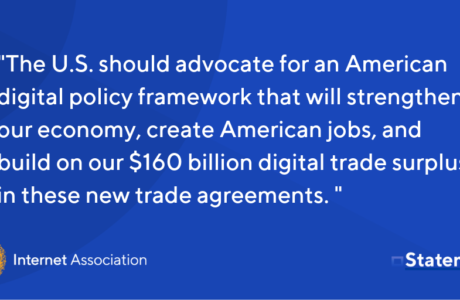 "The U.S. should advocate for an American
digital policy framework that will strengthen
our economy, create American jobs, and
build on our $160 billion digital trade surplus
in these new trade agreements. "
Internet Association